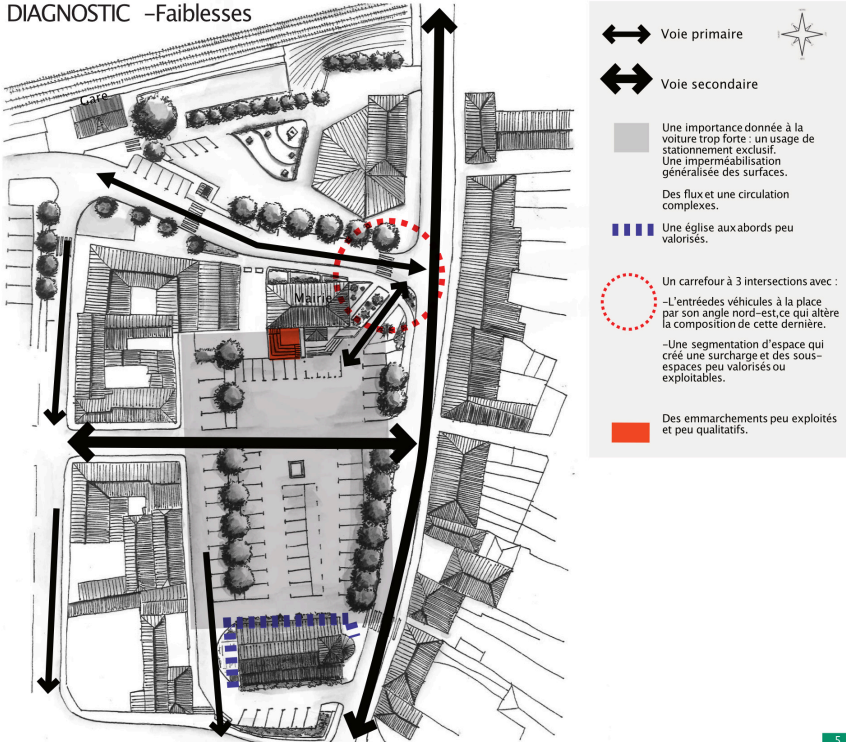 DIAGNOSTIC –Faiblesses
Gare
Mairie
Voie primaire
Voie secondaire
Une importance donnée à la
voiture trop forte : un usage de
stationnement exclusif.
Une imperméabilisation
généralisée des surfaces.
Des flux et une circulation
complexes.
Une église aux abords peu
valorisés.
Un carrefour à 3 intersections avec :
–L'entréedes véhicules à la place
par son angle nord–est,ce qui altère
la composition de cette dernière.
–Une segmentation d'espace qui
créé une surcharge et des sous–
espaces peu valorisés ou
exploitables.
Des emmarchements peu exploités
et peu qualitatifs.
5